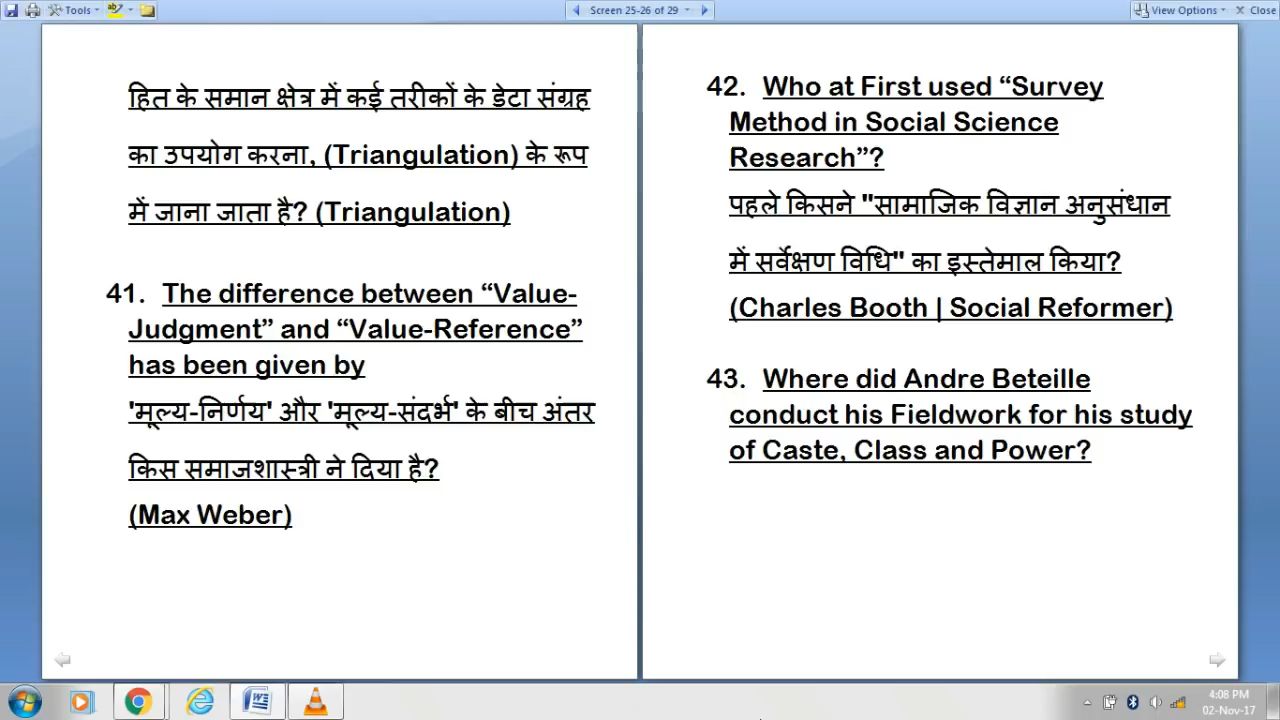 Tools
Screen 25-26 of 29
View Options
Close
हित के समान क्षेत्र में कई तरीकों के डेटा संग्रह
का उपयोग करना, (Triangulation) के रूप
में जाना जाता है? (Triangulation)
41. The difference between “Value-
Judgment” and “Value-Reference”
has been given by
'मूल्य-निर्णय' और 'मूल्य-संदर्भ' के बीच अंतर
किस समाजशास्त्री ने दिया है?
(Max Weber)
42. Who at First used “Survey
Method in Social Science
Research”?
पहले किसने "सामाजिक विज्ञान अनुसंधान
में सर्वेक्षण विधि" का इस्तेमाल किया?
(Charles Booth | Social Reformer)
43. Where did Andre Beteille
conduct his Fieldwork for his study
of Caste, Class and Power?
4:08 PM
02-Nov-17